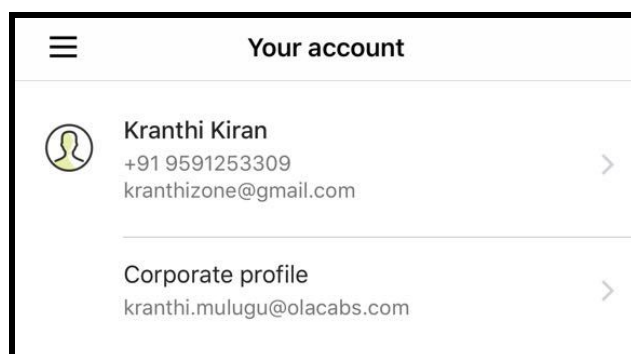 Your account
Kranthi Kiran
+91 9591253309
kranthizone@gmail.com
Corporate profile
kranthi.mulugu@olacabs.com